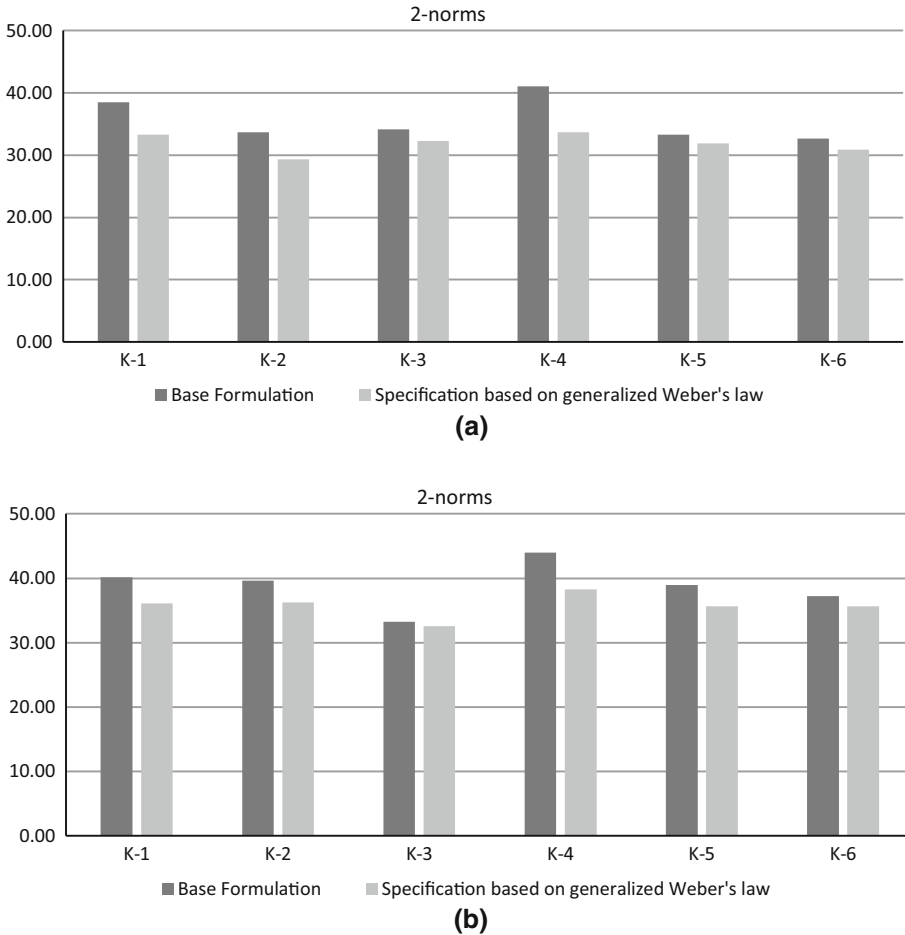 2-norms
50.00
40.00
30.00
20.00
10.00
0.00
K-1 K-2 K-3 K-4 K-5 K-6
Base Formulation Specification based on generalized Weber's law
(a)
2-norms
50.00
40.00
30.00
20.00
10.00
0.00
K-1 K-2 K-3 K-4 K-5 K-6
Base Formulation Specification based on generalized Weber's law
(b)